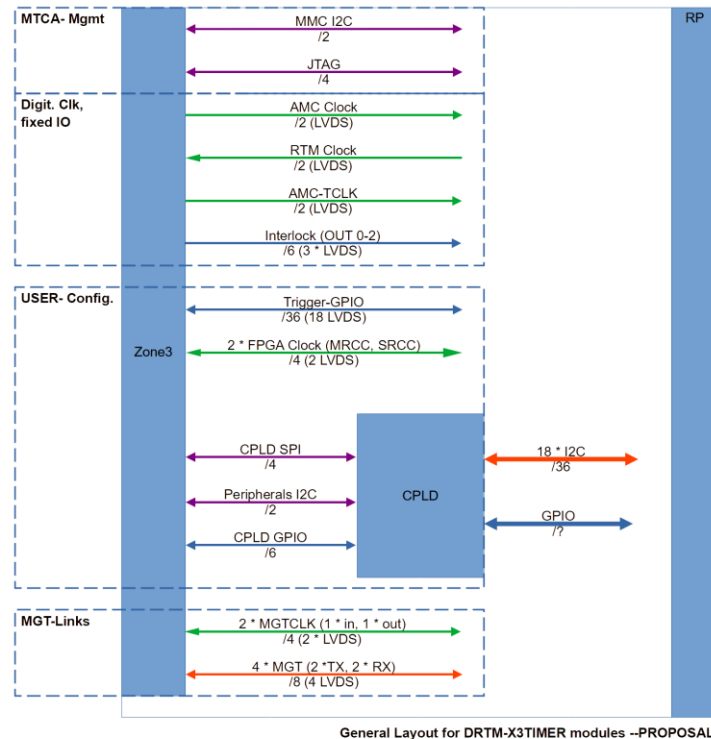 MTCA- Mgmt
RP
MMC I2C
/2
JTAG
/4
Digit. Clk,
fixed IO
AMC Clock
/2 (LVDS)
RTM Clock
/2 (LVDS)
AMC-TCLK
/2 (LVDS)
Interlock (OUT 0-2)
/6 (3 * LVDS)
USER- Config.
Trigger-GPIO
/36 (18 LVDS)
Zone3
2 * FPGA Clock (MRCC, SRCC)
/4 (2 LVDS)
CPLD SPI
/4
Peripherals I2C
/2
CPLD GPIO
/6
CPLD
18 * I2C
/36
GPIO
/?
MGT-Links
2 * MGTCLK (1 * in, 1 * out)
/4 (2 * LVDS)
4 * MGT (2 *TX, 2 * RX)
/8 (4 LVDS)
General Layout for DRTM-X3TIMER modules --PROPOSAL